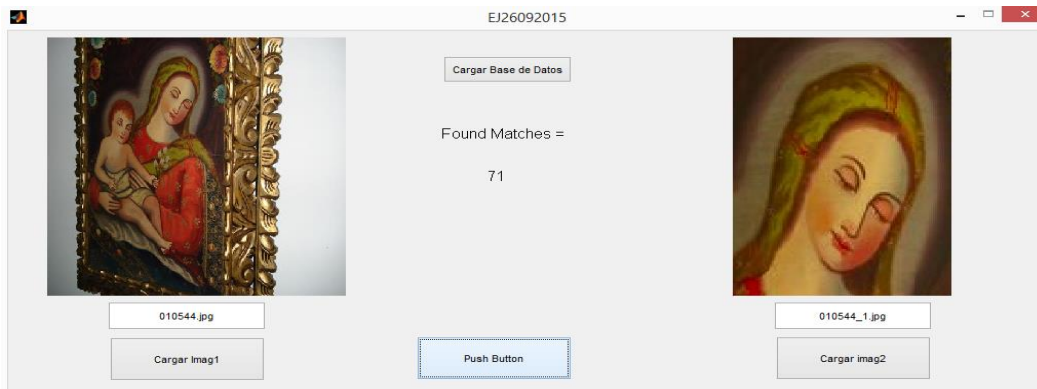 EJ26092015
Cargar Base de Datos
Found Matches =
71
010544.jpg
010544_1.jpg
Cargar Imag1
Push Button
Cargar imag2